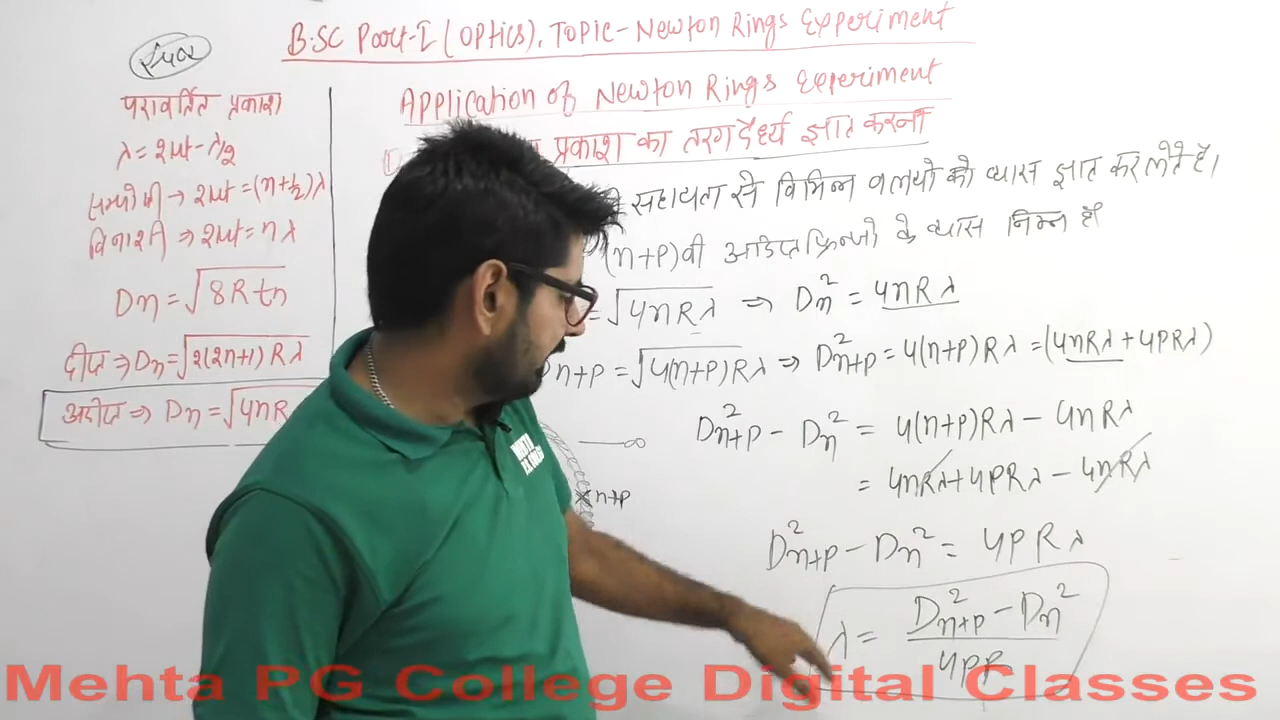 B.SC Part-I (Optics), Topic-Newton Rings Experiment
परावर्तित प्रकाश
λ = 2μt - λ/2
2μt = (n+½)λ
विनाशी ⇒ 2μt = nλ
Dn = √8Rtn
दीप्त ⇒ Dn = √2(2n+1)Rλ
अदीप्त ⇒ Dn = √4nR
Application of Newton Rings Experiment
प्रकाश का तरंगदैर्ध्य ज्ञात करना
सहायता से विभिन्न वलयो को व्यास ज्ञात कर लेते है।
(n+P)वी अदिप्त फ्रिन्जो के व्यास निम्न है
= √4nRλ ⇒ Dn² = 4nRλ
Dn+P = √4(n+P)Rλ ⇒ D²n+P = 4(n+P)Rλ = (4nRλ + 4PRλ)
D²n+P - Dn² = 4(n+P)Rλ - 4nRλ
= 4nRλ + 4PRλ - 4nRλ
∞
n+p
D²n+P - Dn² = 4PRλ
λ = D²n+P - Dn² / 4PR
MEHTA
Mehta PG College Digital Classes